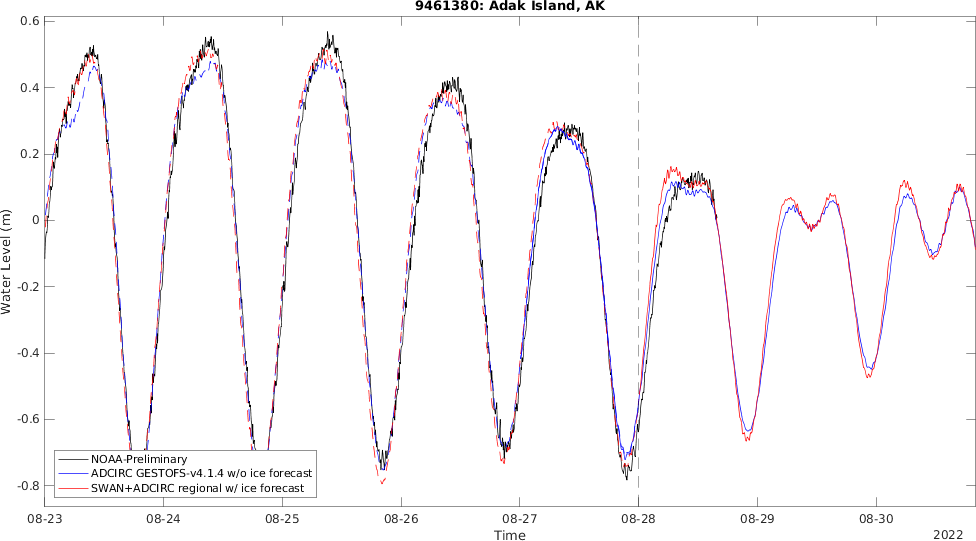 9461380: Adak Island, AK
0.6
0.4
0.2
0
-0.2
-0.4
-0.6
-0.8
Water Level (m)
NOAA-Preliminary
ADCIRC GESTOFS-v4.1.4 w/o ice forecast
SWAN+ADCIRC regional w/ ice forecast
08-23 08-24 08-25 08-26 08-27 08-28 08-29 08-30
Time
2022